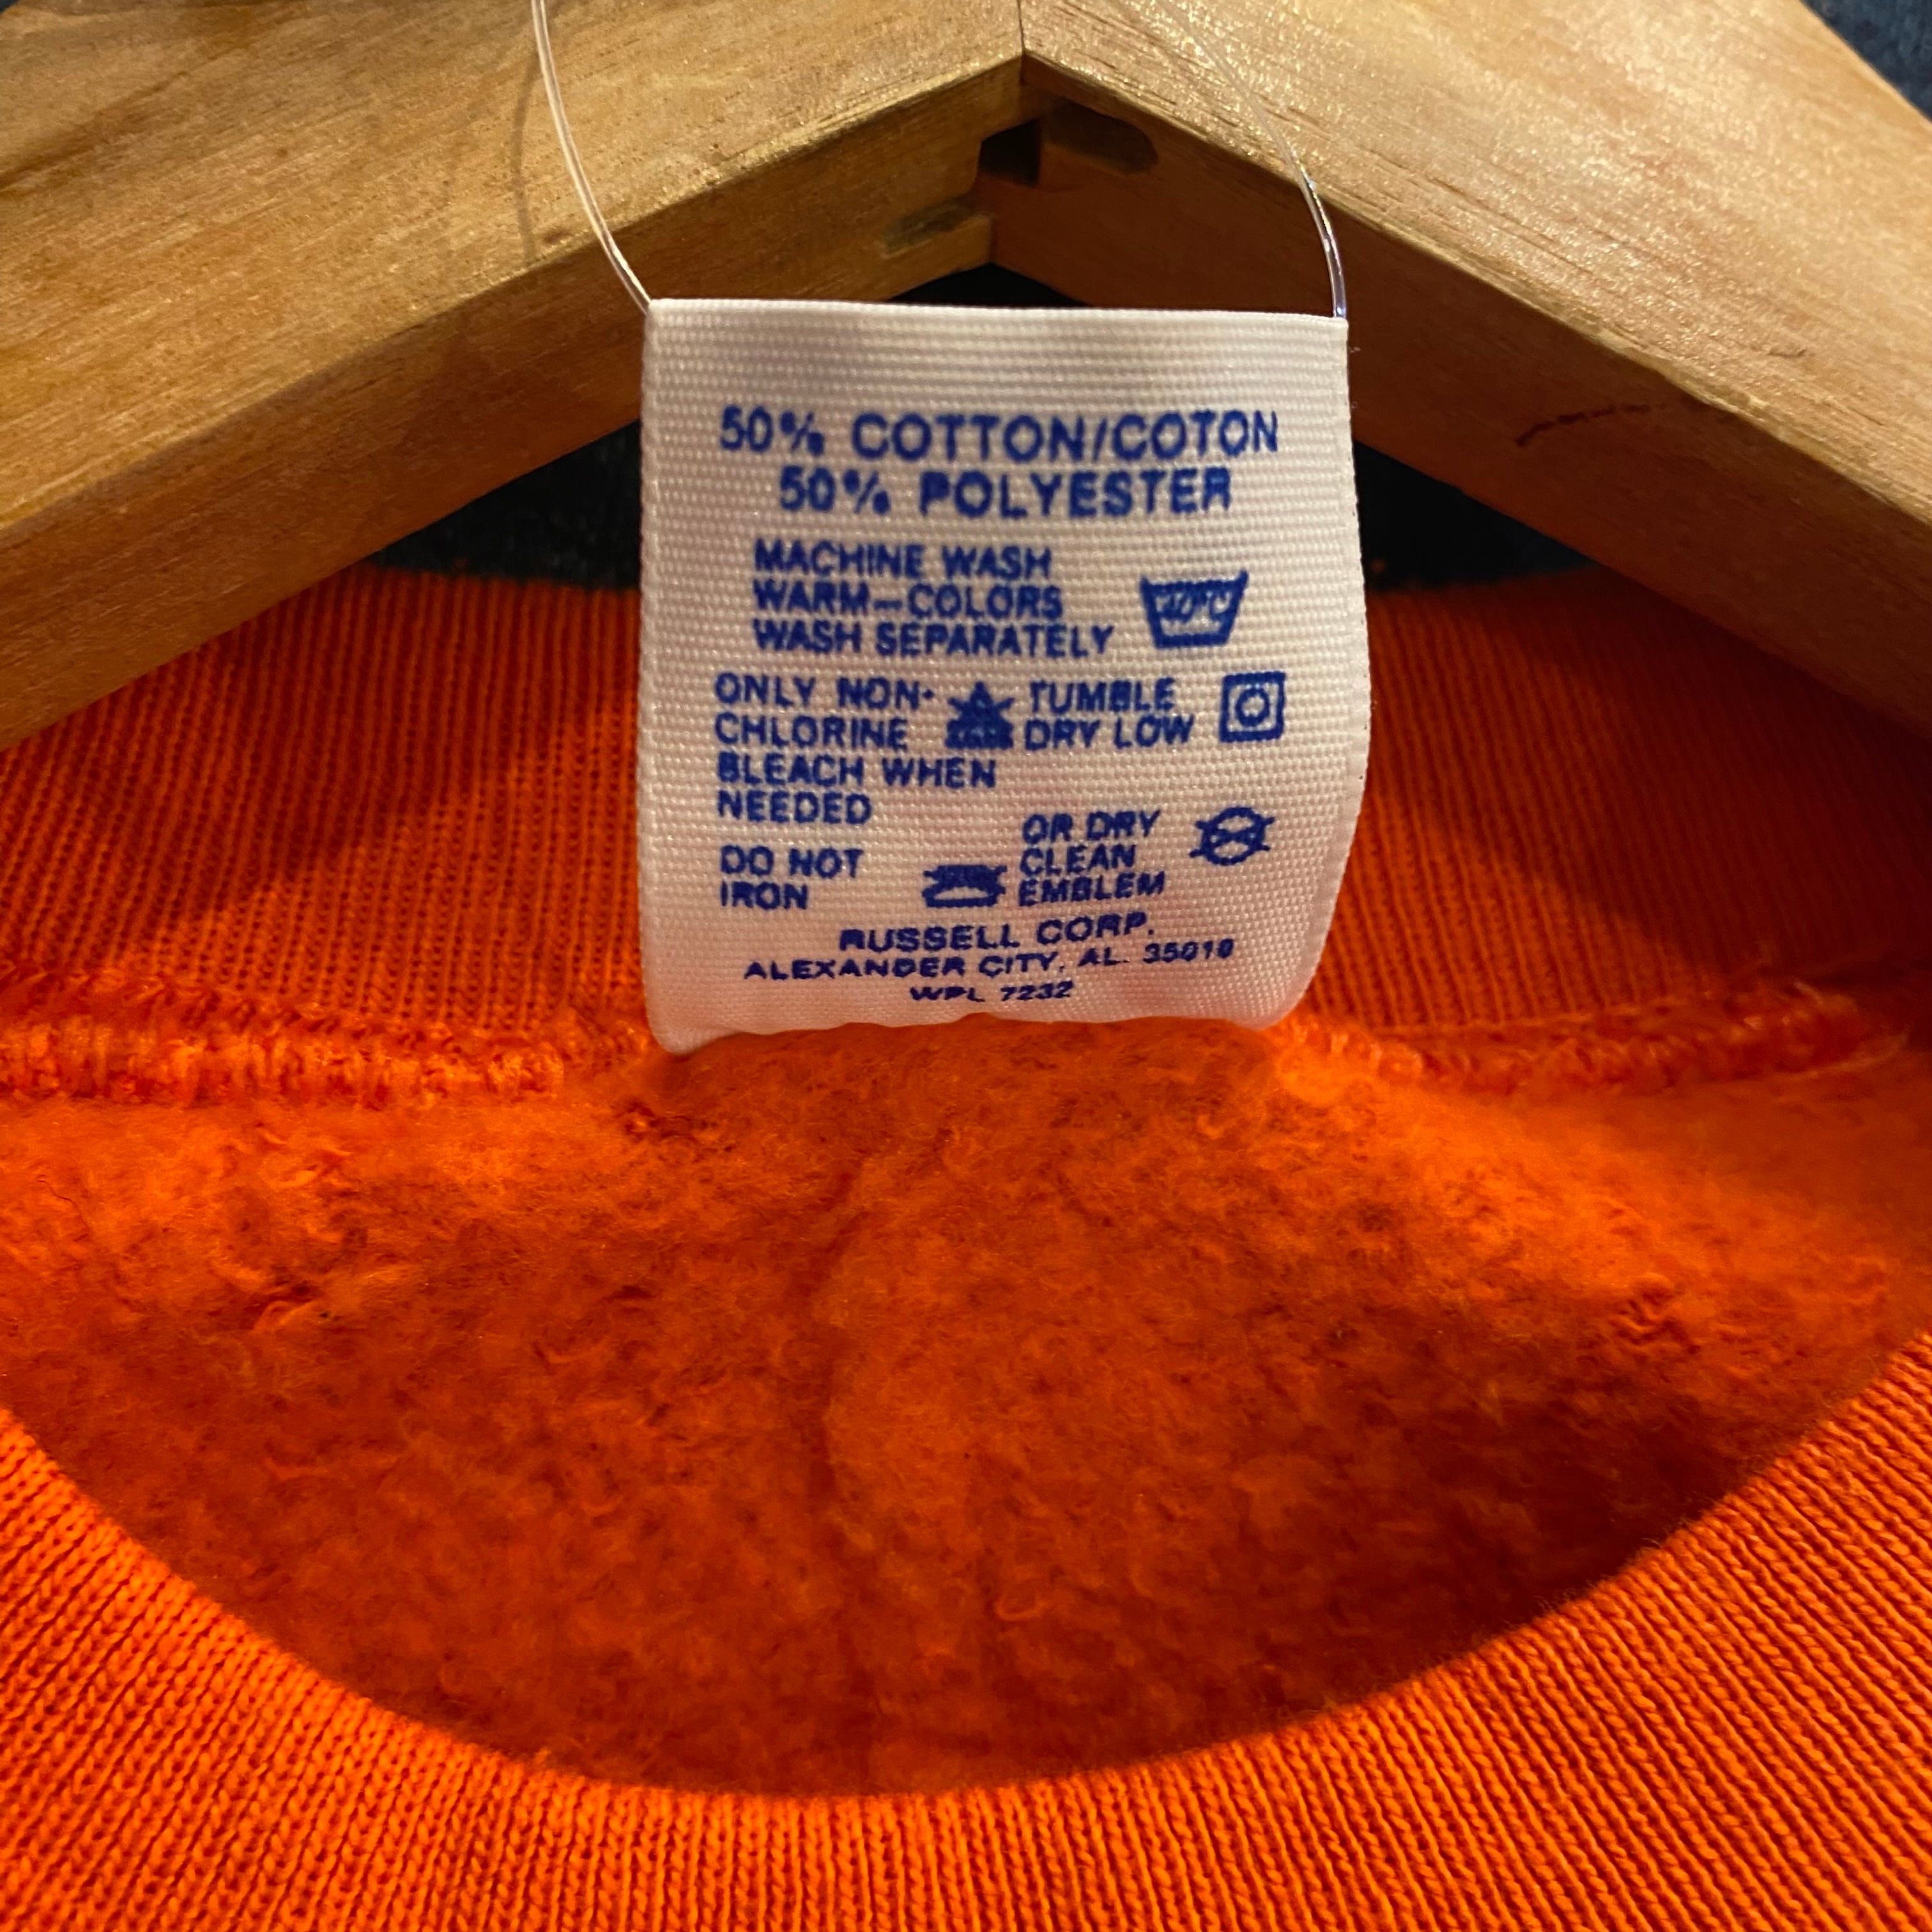 50% COTTON/COTON
50% POLYESTER
MACHINE WASH
WARM-COLORS
WASH SEPARATELY
40°C
ONLY NON-
CHLORINE
BLEACH WHEN
NEEDED
TUMBLE
DRY LOW
DO NOT
IRON
OR DRY
CLEAN
EMBLEM
RUSSELL CORP.
ALEXANDER CITY, AL. 35010
WPL 7232